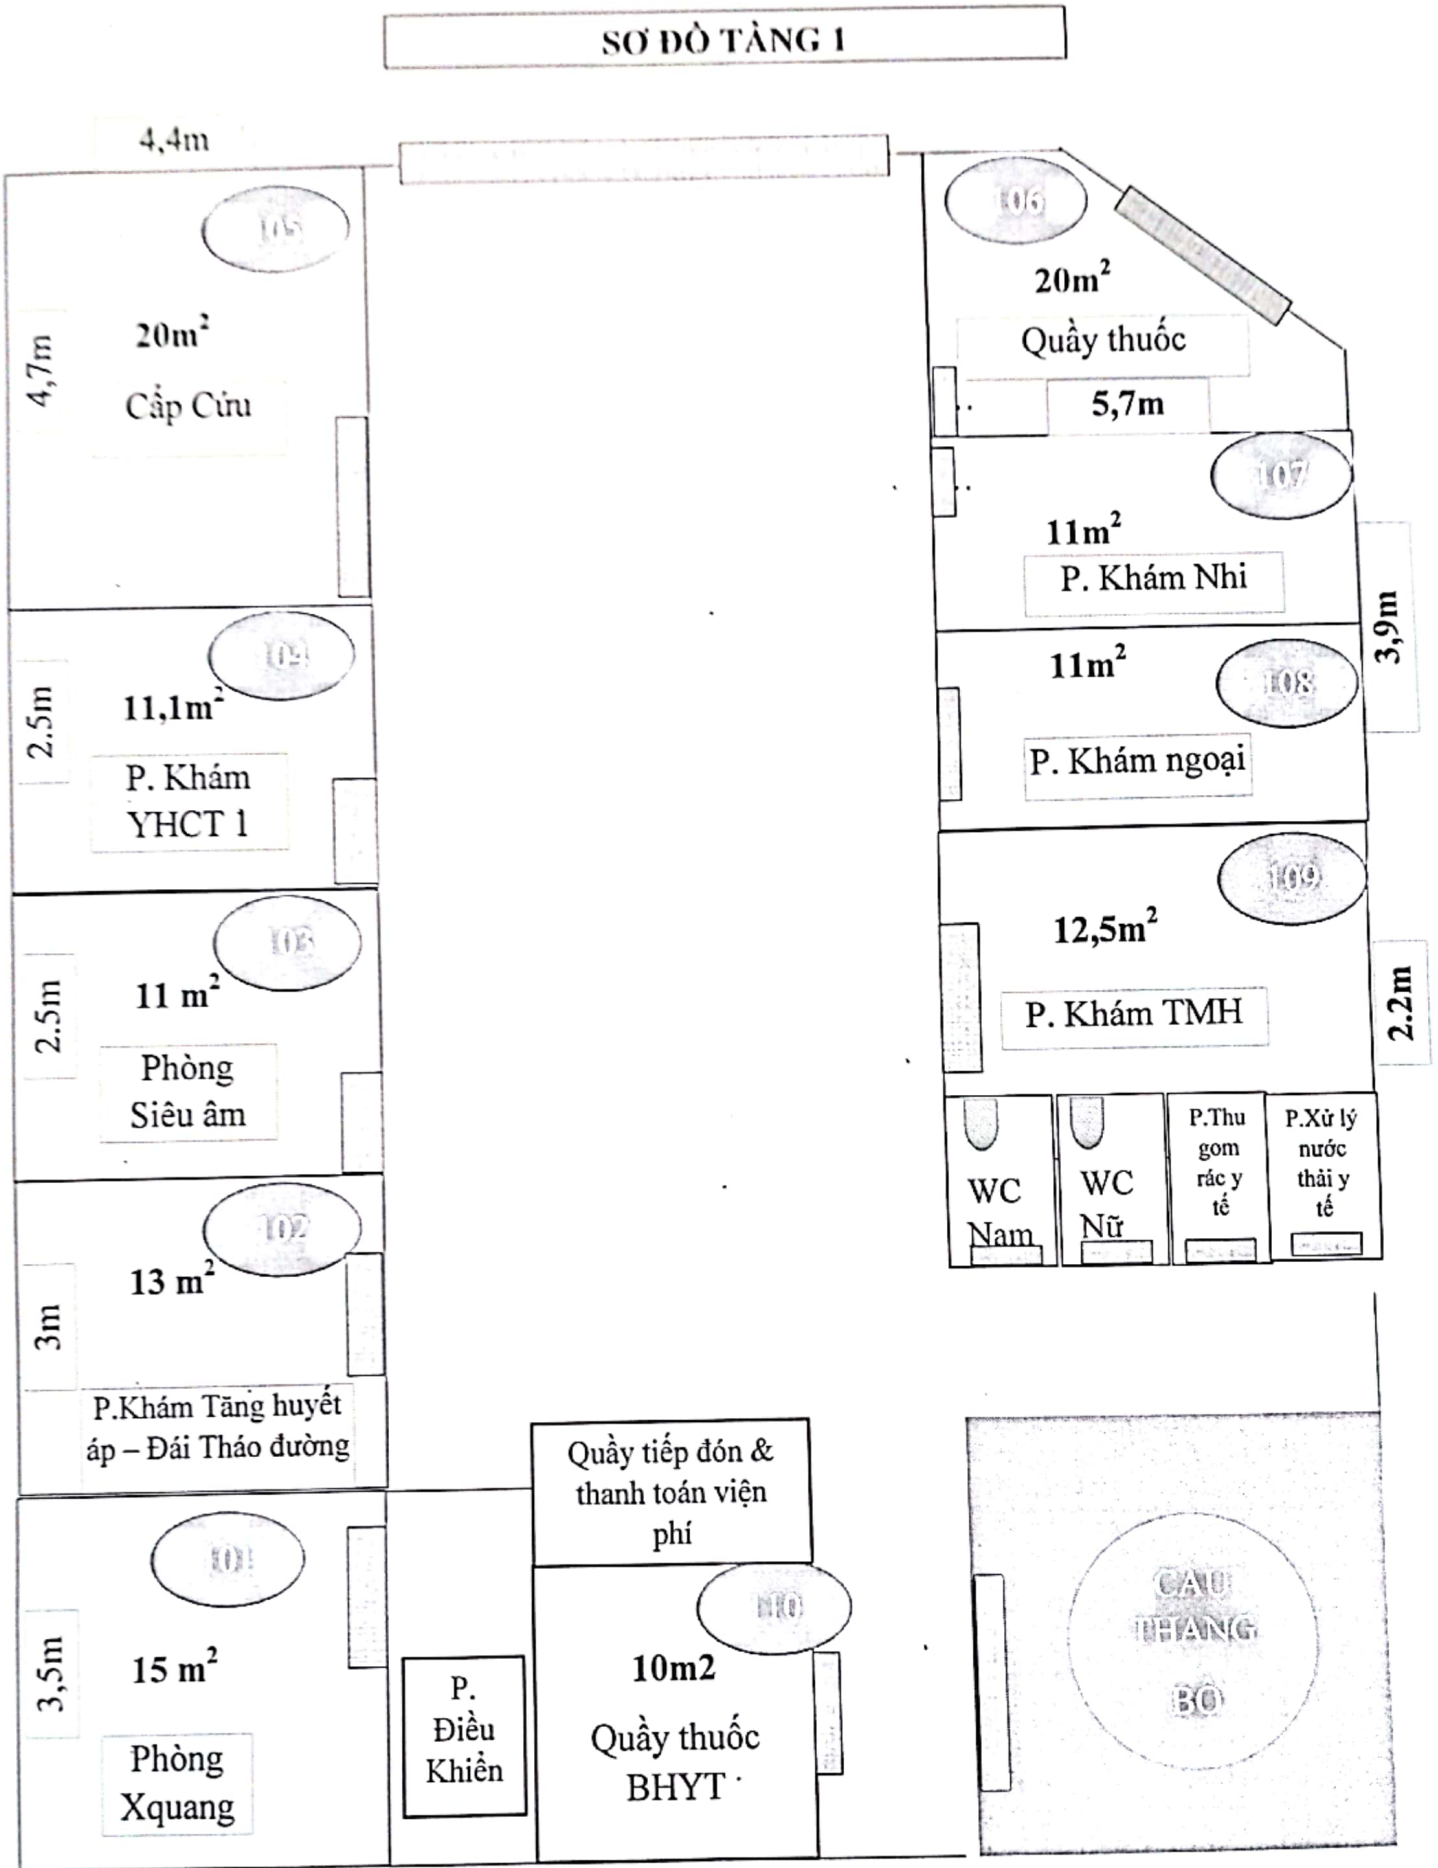 SƠ ĐỒ TẦNG 1
4,4m
105
20m²
4,7m
Cấp Cứu
104
11,1m²
2.5m
P. Khám
YHCT 1
103
11 m²
2.5m
Phòng
Siêu âm
102
13 m²
3m
P.Khám Tăng huyết
áp – Đái Tháo đường
101
15 m²
3,5m
Phòng
Xquang
P.
Điều
Khiển
Quầy tiếp đón &
thanh toán viện
phí
110
10m2
Quầy thuốc
BHYT
106
20m²
Quầy thuốc
5,7m
107
11m²
P. Khám Nhi
3,9m
11m²
108
P. Khám ngoại
109
12,5m²
P. Khám TMH
2.2m
WC
Nam
WC
Nữ
P.Thu
gom
rác y
tế
P.Xử lý
nước
thải y
tế
CẦU
THANG
BỘ